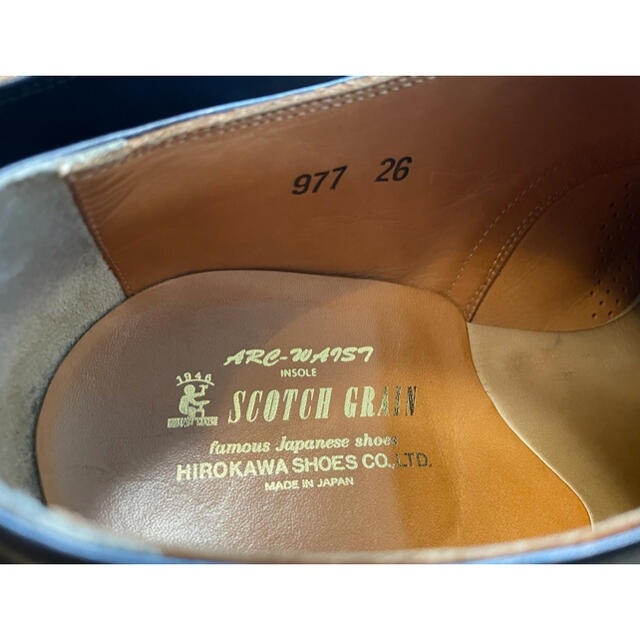 977 26
ARC-WAIST
INSOLE
1946
SCOTCH GRAIN
famous Japanese shoes
HIROKAWA SHOES CO.,LTD.
MADE IN JAPAN